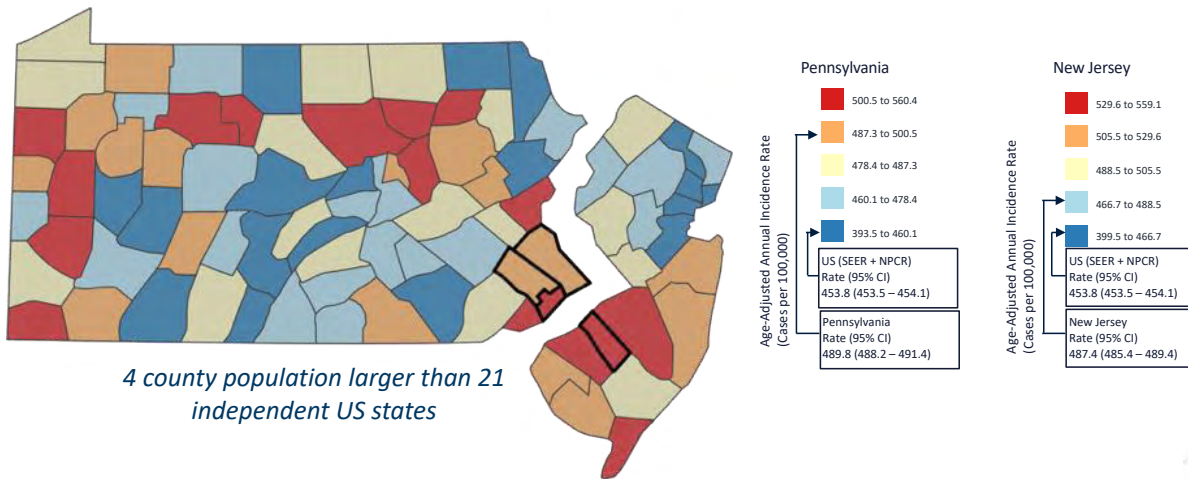 4 county population larger than 21
independent US states
Age-Adjusted Annual Incidence Rate
(Cases per 100,000)
Pennsylvania
500.5 to 560.4
487.3 to 500.5
478.4 to 487.3
460.1 to 478.4
393.5 to 460.1
US (SEER + NPCR)
Rate (95% CI)
453.8 (453.5 – 454.1)
Pennsylvania
Rate (95% CI)
489.8 (488.2 – 491.4)
Age-Adjusted Annual Incidence Rate
(Cases per 100,000)
New Jersey
529.6 to 559.1
505.5 to 529.6
488.5 to 505.5
466.7 to 488.5
399.5 to 466.7
US (SEER + NPCR)
Rate (95% CI)
453.8 (453.5 – 454.1)
New Jersey
Rate (95% CI)
487.4 (485.4 – 489.4)